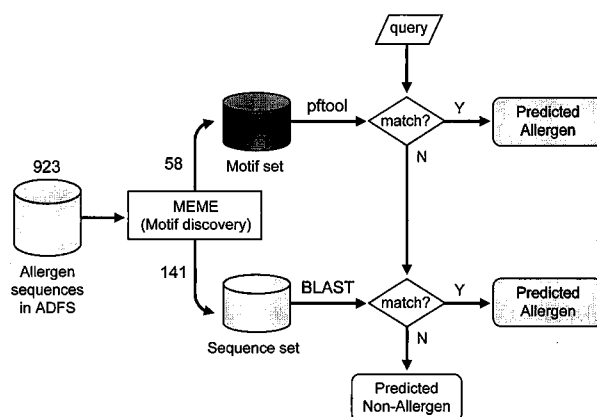 query
pftool
match?
Y
Predicted
Allergen
923
58
Motif set
N
MEME
(Motif discovery)
Allergen
sequences
in ADFS
141
BLAST
match?
Y
Predicted
Allergen
Sequence set
N
Predicted
Non-Allergen